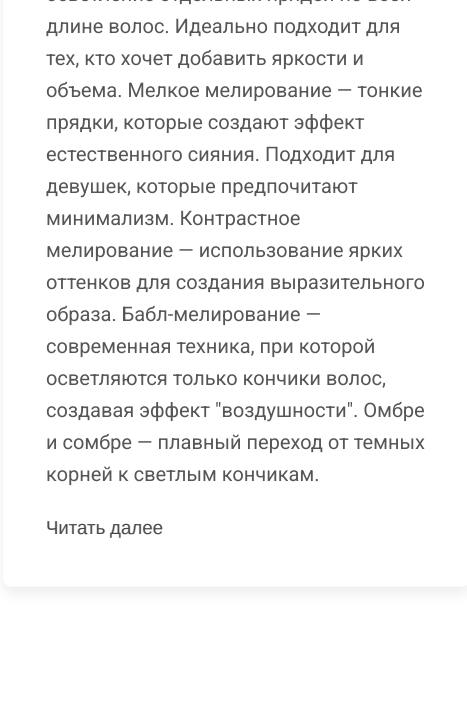 длине волос. Идеально подходит для
тех, кто хочет добавить яркости и
объема. Мелкое мелирование — тонкие
прядки, которые создают эффект
естественного сияния. Подходит для
девушек, которые предпочитают
минимализм. Контрастное
мелирование — использование ярких
оттенков для создания выразительного
образа. Бабл-мелирование —
современная техника, при которой
осветляются только кончики волос,
создавая эффект "воздушности". Омбре
и сомбре — плавный переход от темных
корней к светлым кончикам.
Читать далее